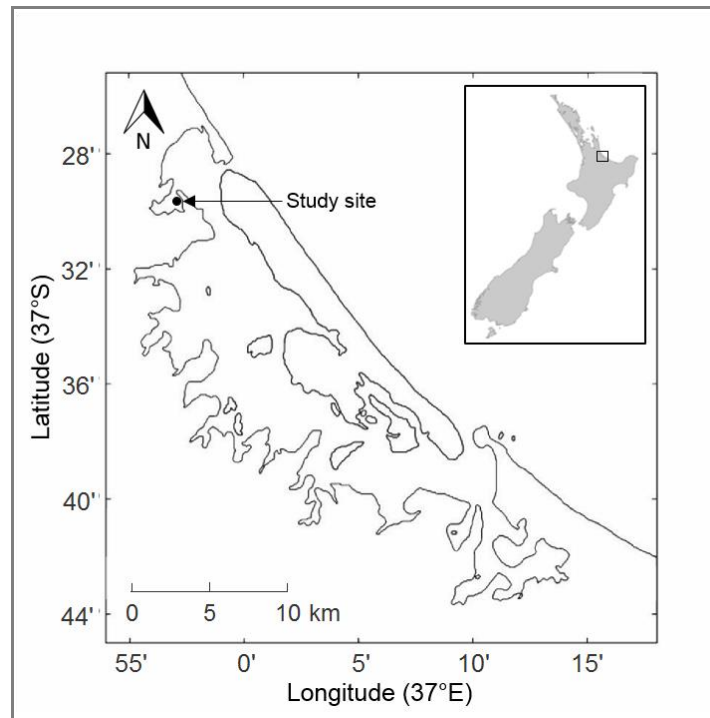 N
Study site
28''
32''
36''
40''
44''
Latitude (37°S)
0 5 10 km
55' 0' 5' 10' 15'
Longitude (37°E)